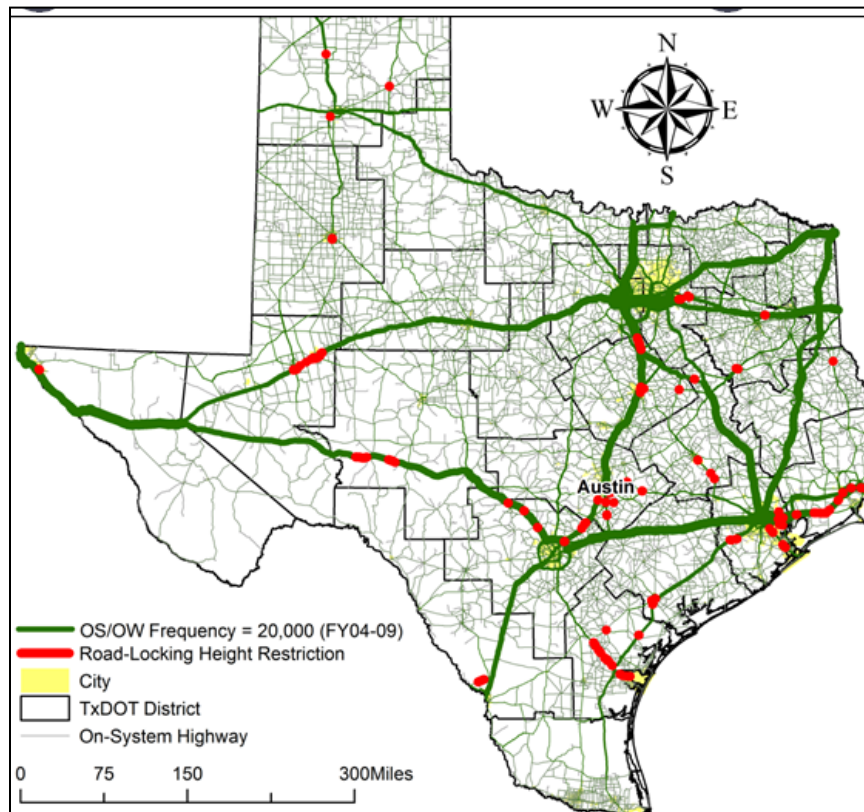 N
W E
S
Austin
OS/OW Frequency = 20,000 (FY04-09)
Road-Locking Height Restriction
City
TxDOT District
On-System Highway
0 75 150 300Miles